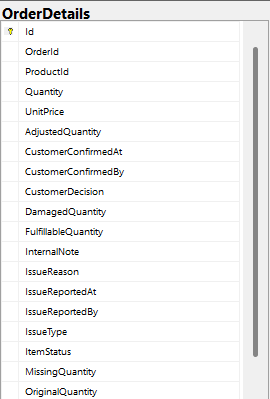 OrderDetails
Id
OrderId
ProductId
Quantity
UnitPrice
AdjustedQuantity
CustomerConfirmedAt
CustomerConfirmedBy
CustomerDecision
DamagedQuantity
FulfillableQuantity
InternalNote
IssueReason
IssueReportedAt
IssueReportedBy
IssueType
ItemStatus
MissingQuantity
OriginalQuantity